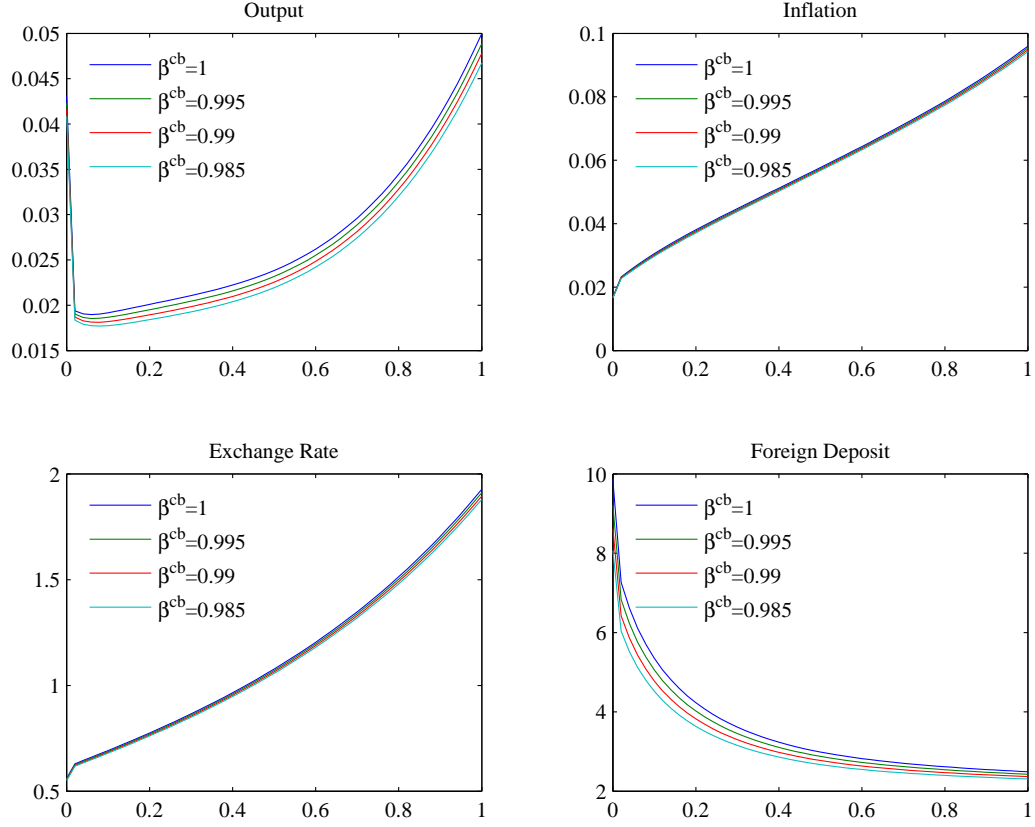 Output
0.05
0.045
0.04
0.035
0.03
0.025
0.02
0.015
0 0.2 0.4 0.6 0.8 1
β^cb=1
β^cb=0.995
β^cb=0.99
β^cb=0.985
Inflation
0.1
0.08
0.06
0.04
0.02
0
0 0.2 0.4 0.6 0.8 1
β^cb=1
β^cb=0.995
β^cb=0.99
β^cb=0.985
Exchange Rate
2
1.5
1
0.5
0 0.2 0.4 0.6 0.8 1
β^cb=1
β^cb=0.995
β^cb=0.99
β^cb=0.985
Foreign Deposit
10
8
6
4
2
0 0.2 0.4 0.6 0.8 1
β^cb=1
β^cb=0.995
β^cb=0.99
β^cb=0.985